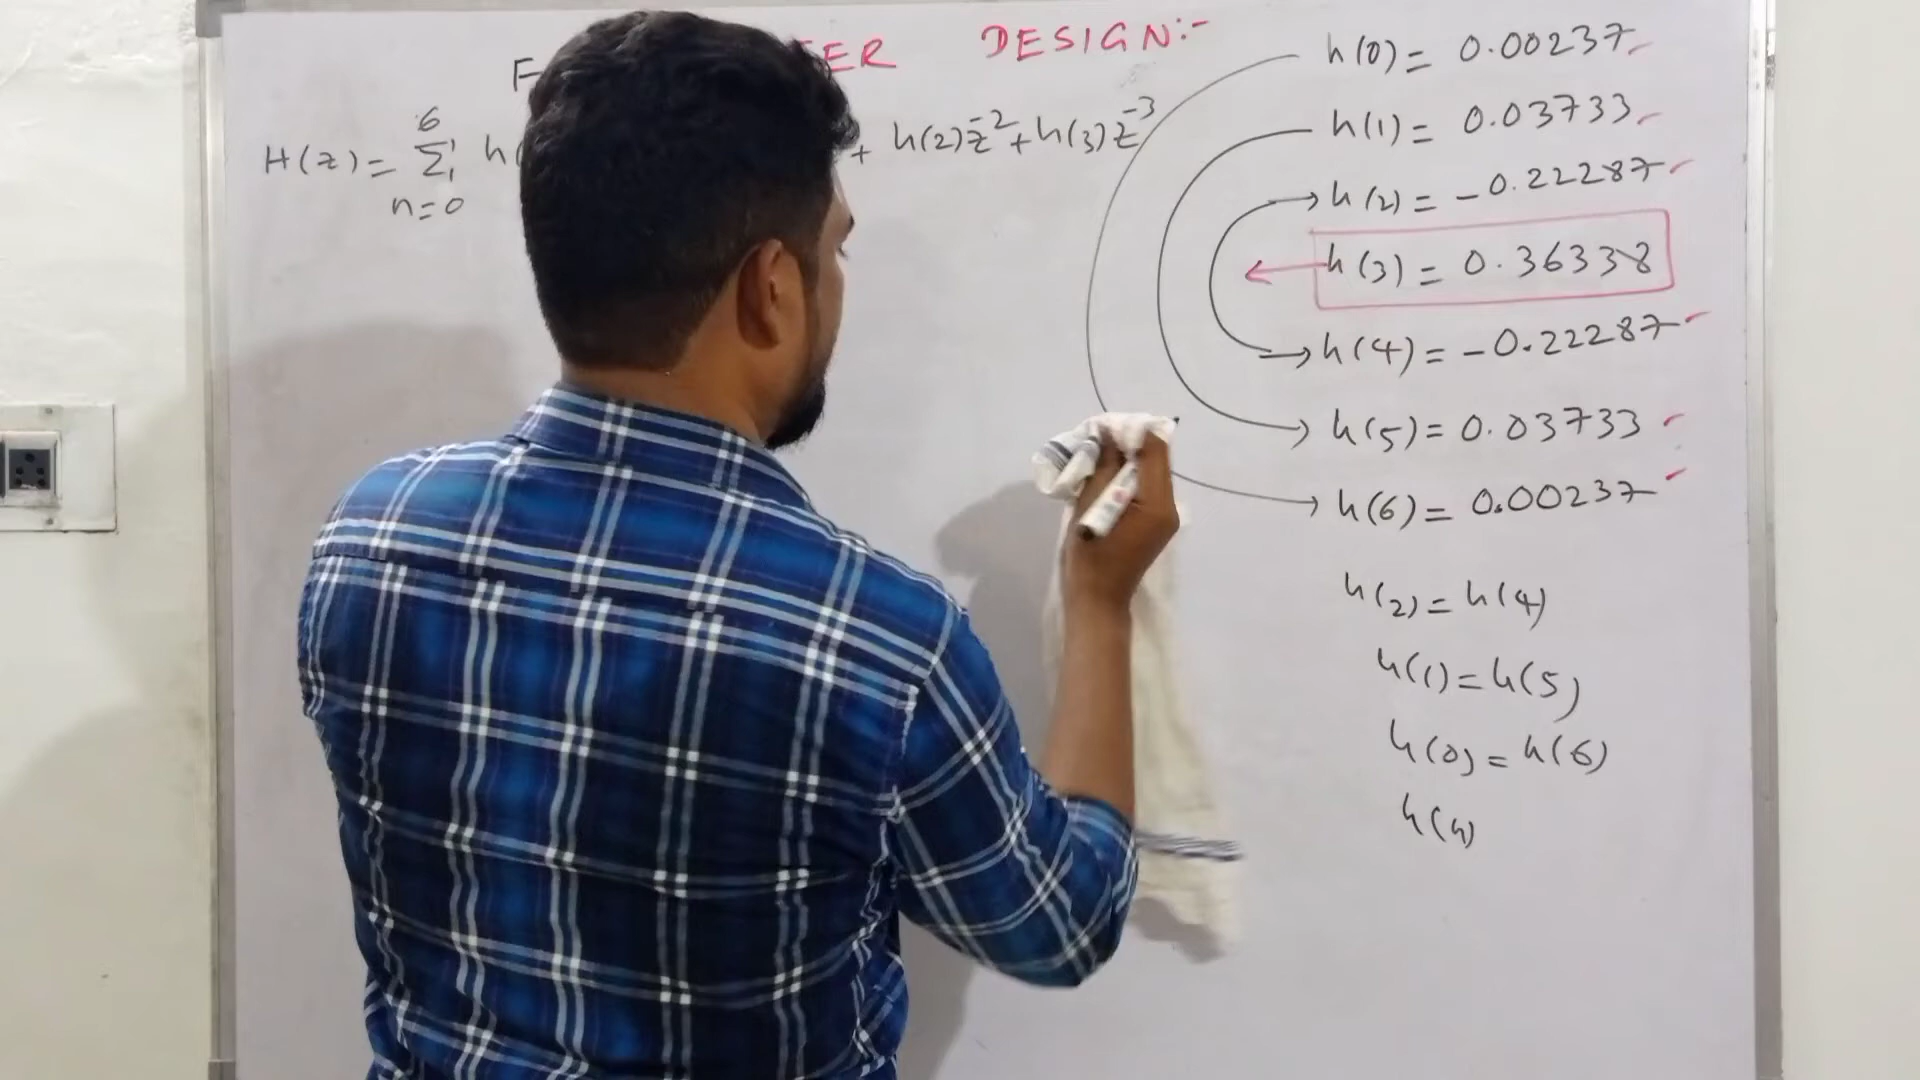 DESIGN:-
H(z) = Σ h( + h(2)z⁻² + h(3)z⁻³
6
n=0
h(0) = 0.00237
h(1) = 0.03733
h(2) = -0.22287
h(3) = 0.36338
h(4) = -0.22287
h(5) = 0.03733
h(6) = 0.00237
h(2) = h(4)
h(1) = h(5)
h(0) = h(6)